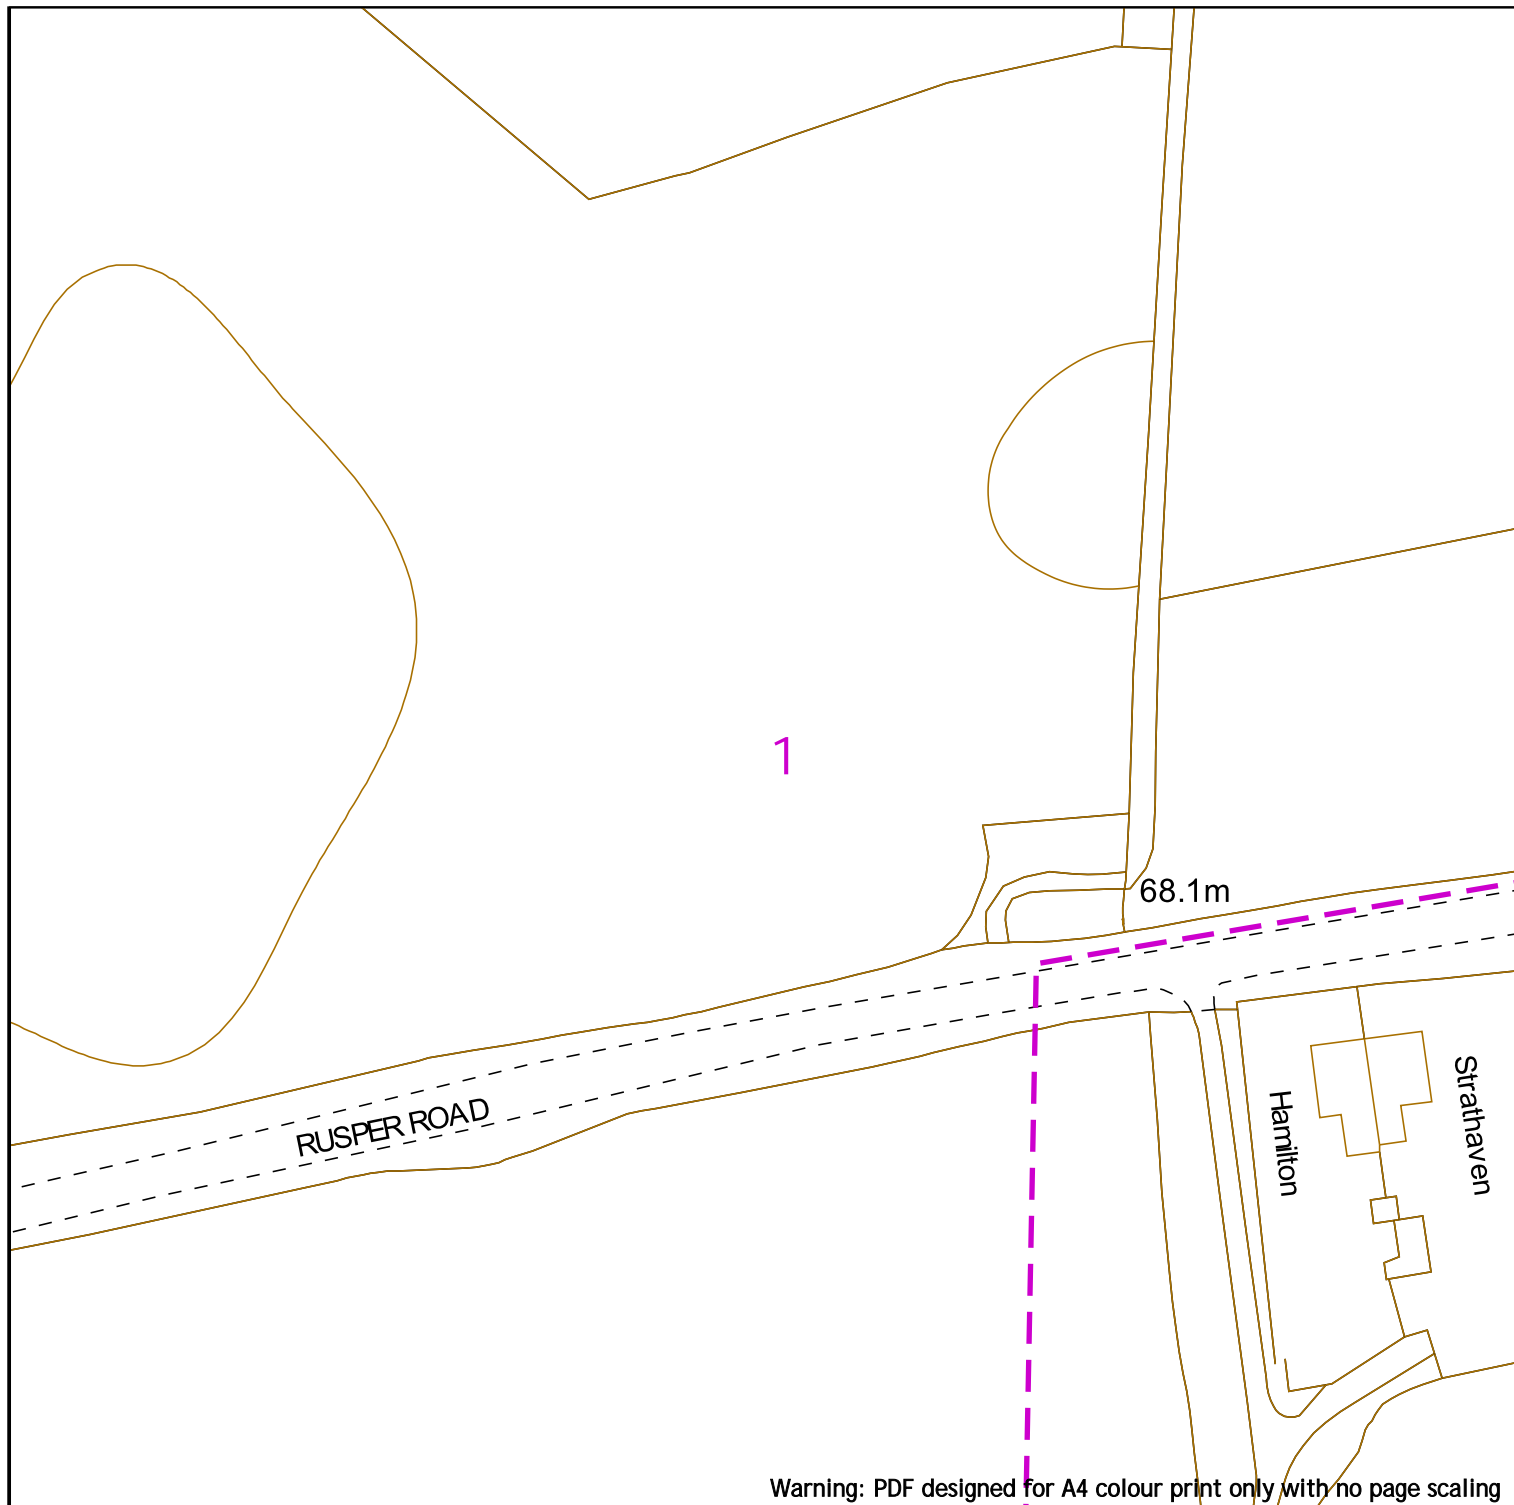 1
68.1m
RUSPER ROAD
Hamilton
Strathaven
Warning: PDF designed for A4 colour print only with no page scaling